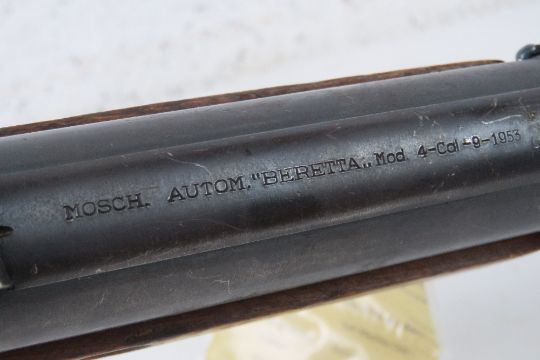 MOSCH. AUTOM. "BERETTA„ Mod. 4-Cal-9-1953